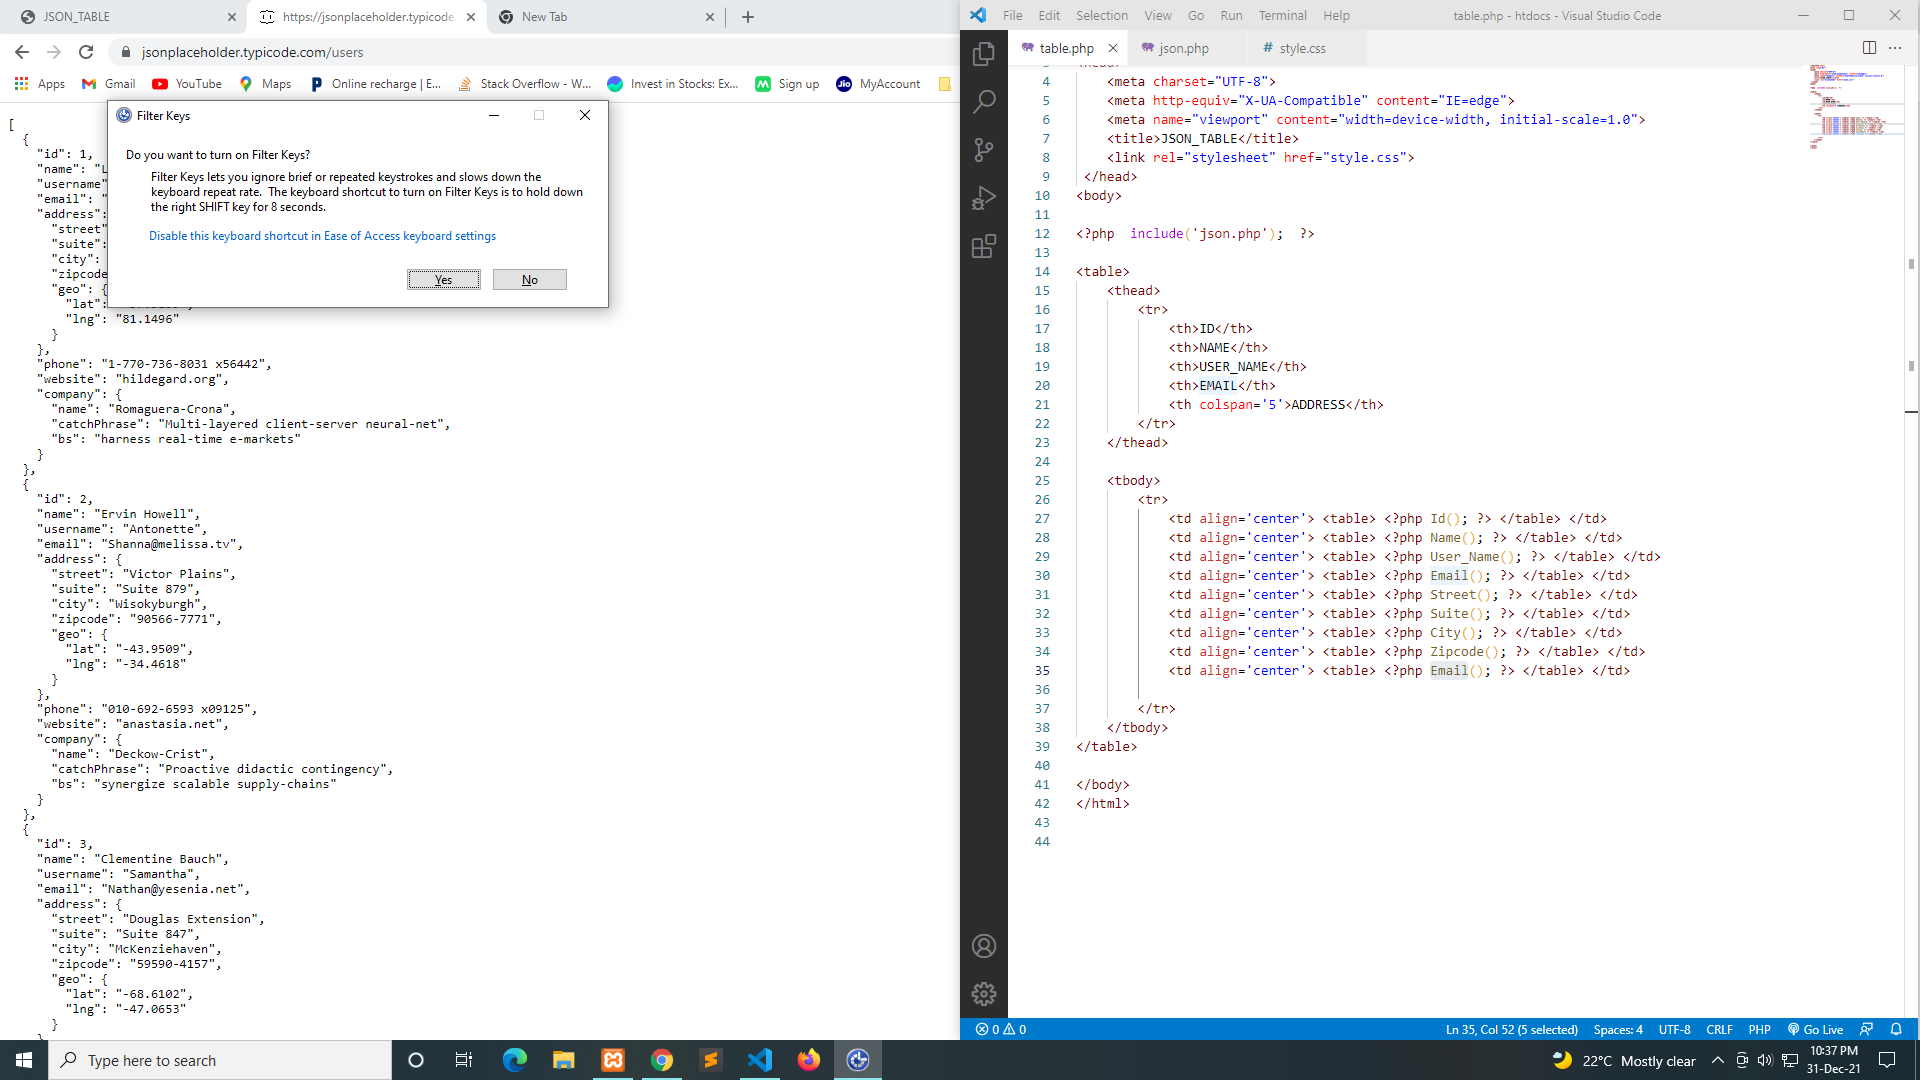 JSON_TABLE
https://jsonplaceholder.typicode.
New Tab
jsonplaceholder.typicode.com/users
Apps
Gmail
YouTube
Maps
Online recharge | E...
Stack Overflow - W...
Invest in Stocks: Ex...
Sign up
MyAccount
Filter Keys
Do you want to turn on Filter Keys?
Filter Keys lets you ignore brief or repeated keystrokes and slows down the
keyboard repeat rate. The keyboard shortcut to turn on Filter Keys is to hold down
the right SHIFT key for 8 seconds.
Disable this keyboard shortcut in Ease of Access keyboard settings
Yes
No
[
{
"id": 1,
"name": "L
"username"
"email": "
"address":
"street"
"suite":
"city":
"zipcode
"geo": {
"lat":
"lng": "81.1496"
}
},
"phone": "1-770-736-8031 x56442",
"website": "hildegard.org",
"company": {
"name": "Romaguera-Crona",
"catchPhrase": "Multi-layered client-server neural-net",
"bs": "harness real-time e-markets"
}
},
{
"id": 2,
"name": "Ervin Howell",
"username": "Antonette",
"email": "Shanna@melissa.tv",
"address": {
"street": "Victor Plains",
"suite": "Suite 879",
"city": "Wisokyburgh",
"zipcode": "90566-7771",
"geo": {
"lat": "-43.9509",
"lng": "-34.4618"
}
},
"phone": "010-692-6593 x09125",
"website": "anastasia.net",
"company": {
"name": "Deckow-Crist",
"catchPhrase": "Proactive didactic contingency",
"bs": "synergize scalable supply-chains"
}
},
{
"id": 3,
"name": "Clementine Bauch",
"username": "Samantha",
"email": "Nathan@yesenia.net",
"address": {
"street": "Douglas Extension",
"suite": "Suite 847",
"city": "McKenziehaven",
"zipcode": "59590-4157",
"geo": {
"lat": "-68.6102",
"lng": "-47.0653"
}
File Edit Selection View Go Run Terminal Help
table.php - htdocs - Visual Studio Code
table.php
json.php
# style.css
4 <meta charset="UTF-8">
5 <meta http-equiv="X-UA-Compatible" content="IE=edge">
6 <meta name="viewport" content="width=device-width, initial-scale=1.0">
7 <title>JSON_TABLE</title>
8 <link rel="stylesheet" href="style.css">
9 </head>
10 <body>
11
12 <?php include('json.php'); ?>
13
14 <table>
15 <thead>
16 <tr>
17 <th>ID</th>
18 <th>NAME</th>
19 <th>USER_NAME</th>
20 <th>EMAIL</th>
21 <th colspan='5'>ADDRESS</th>
22 </tr>
23 </thead>
24
25 <tbody>
26 <tr>
27 <td align='center'> <table> <?php Id(); ?> </table> </td>
28 <td align='center'> <table> <?php Name(); ?> </table> </td>
29 <td align='center'> <table> <?php User_Name(); ?> </table> </td>
30 <td align='center'> <table> <?php Email(); ?> </table> </td>
31 <td align='center'> <table> <?php Street(); ?> </table> </td>
32 <td align='center'> <table> <?php Suite(); ?> </table> </td>
33 <td align='center'> <table> <?php City(); ?> </table> </td>
34 <td align='center'> <table> <?php Zipcode(); ?> </table> </td>
35 <td align='center'> <table> <?php Email(); ?> </table> </td>
36
37 </tr>
38 </tbody>
39 </table>
40
41 </body>
42 </html>
43
44
0 0
Ln 35, Col 52 (5 selected) Spaces: 4 UTF-8 CRLF PHP Go Live
Type here to search
22°C Mostly clear
10:37 PM
31-Dec-21